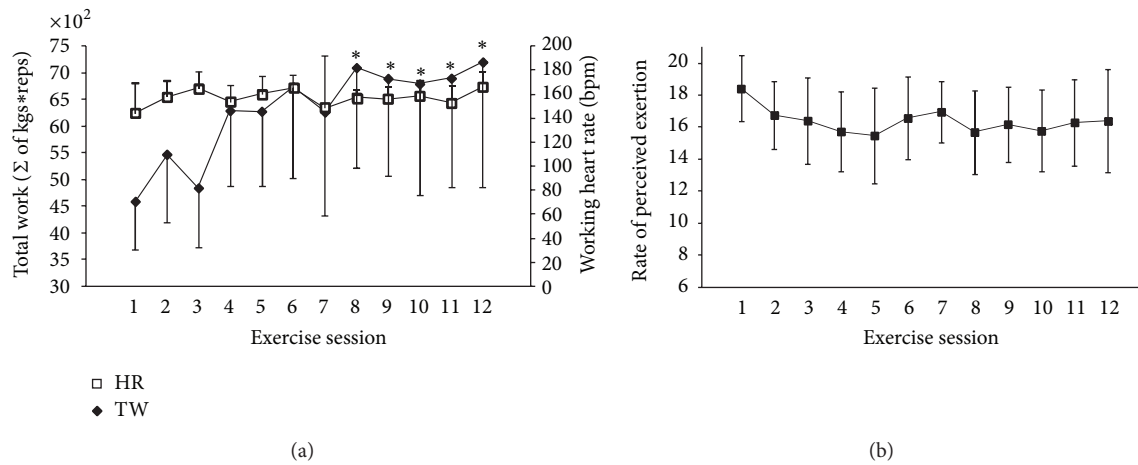 ×10²
Total work (Σ of kgs*reps)
75
70
65
60
55
50
45
40
35
30
* * * * *
200
180
160
140
120
100
80
60
40
20
0
Working heart rate (bpm)
1 2 3 4 5 6 7 8 9 10 11 12
Exercise session
HR
TW
(a)
Rate of perceived exertion
20
18
16
14
12
10
8
6
1 2 3 4 5 6 7 8 9 10 11 12
Exercise session
(b)